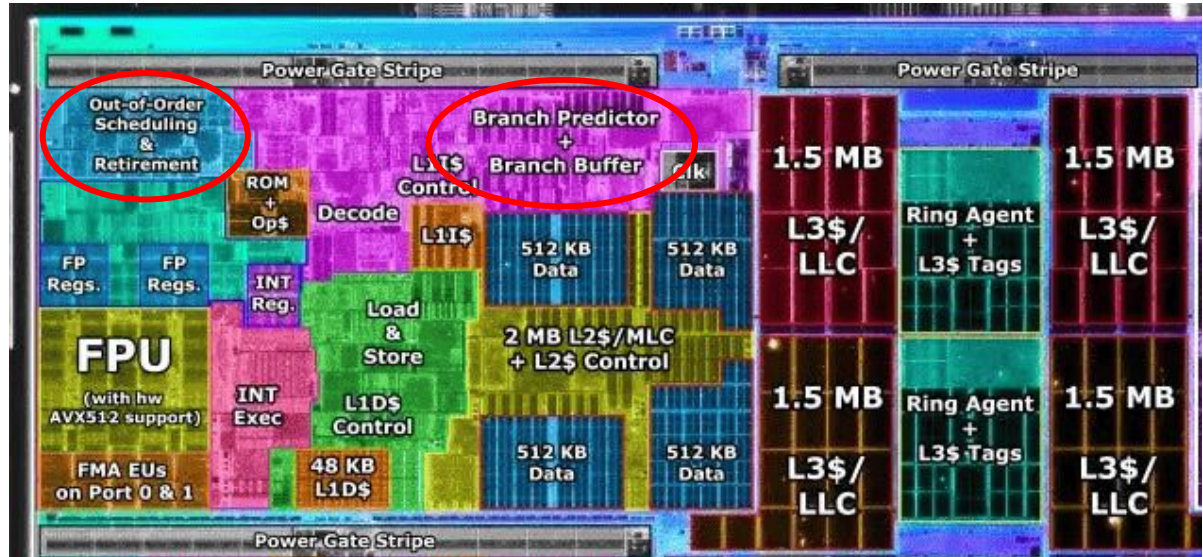 Power Gate Stripe
Power Gate Stripe
Out-of-Order
Scheduling
&
Retirement
Branch Predictor
+
Branch Buffer
L1I$
Control
Clk
ROM
+
Op$
Decode
L1I$
512 KB
Data
512 KB
Data
FP
Regs.
FP
Regs.
INT
Reg.
Load
&
Store
2 MB L2$/MLC
+ L2$ Control
FPU
(with hw
AVX512 support)
INT
Exec
L1D$
Control
FMA EUs
on Port 0 & 1
48 KB
L1D$
512 KB
Data
512 KB
Data
Power Gate Stripe
1.5 MB
L3$/
LLC
Ring Agent
+
L3$ Tags
1.5 MB
L3$/
LLC
1.5 MB
L3$/
LLC
Ring Agent
+
L3$ Tags
1.5 MB
L3$/
LLC